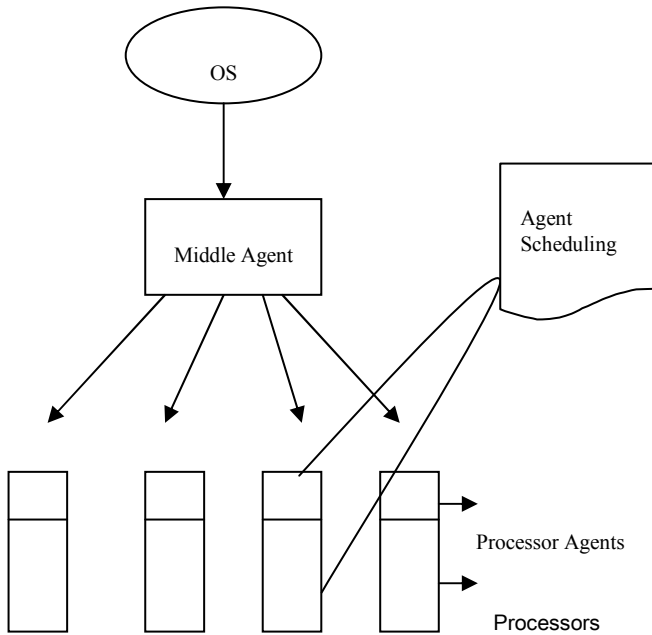 OS
Middle Agent
Agent
Scheduling
Processor Agents
Processors